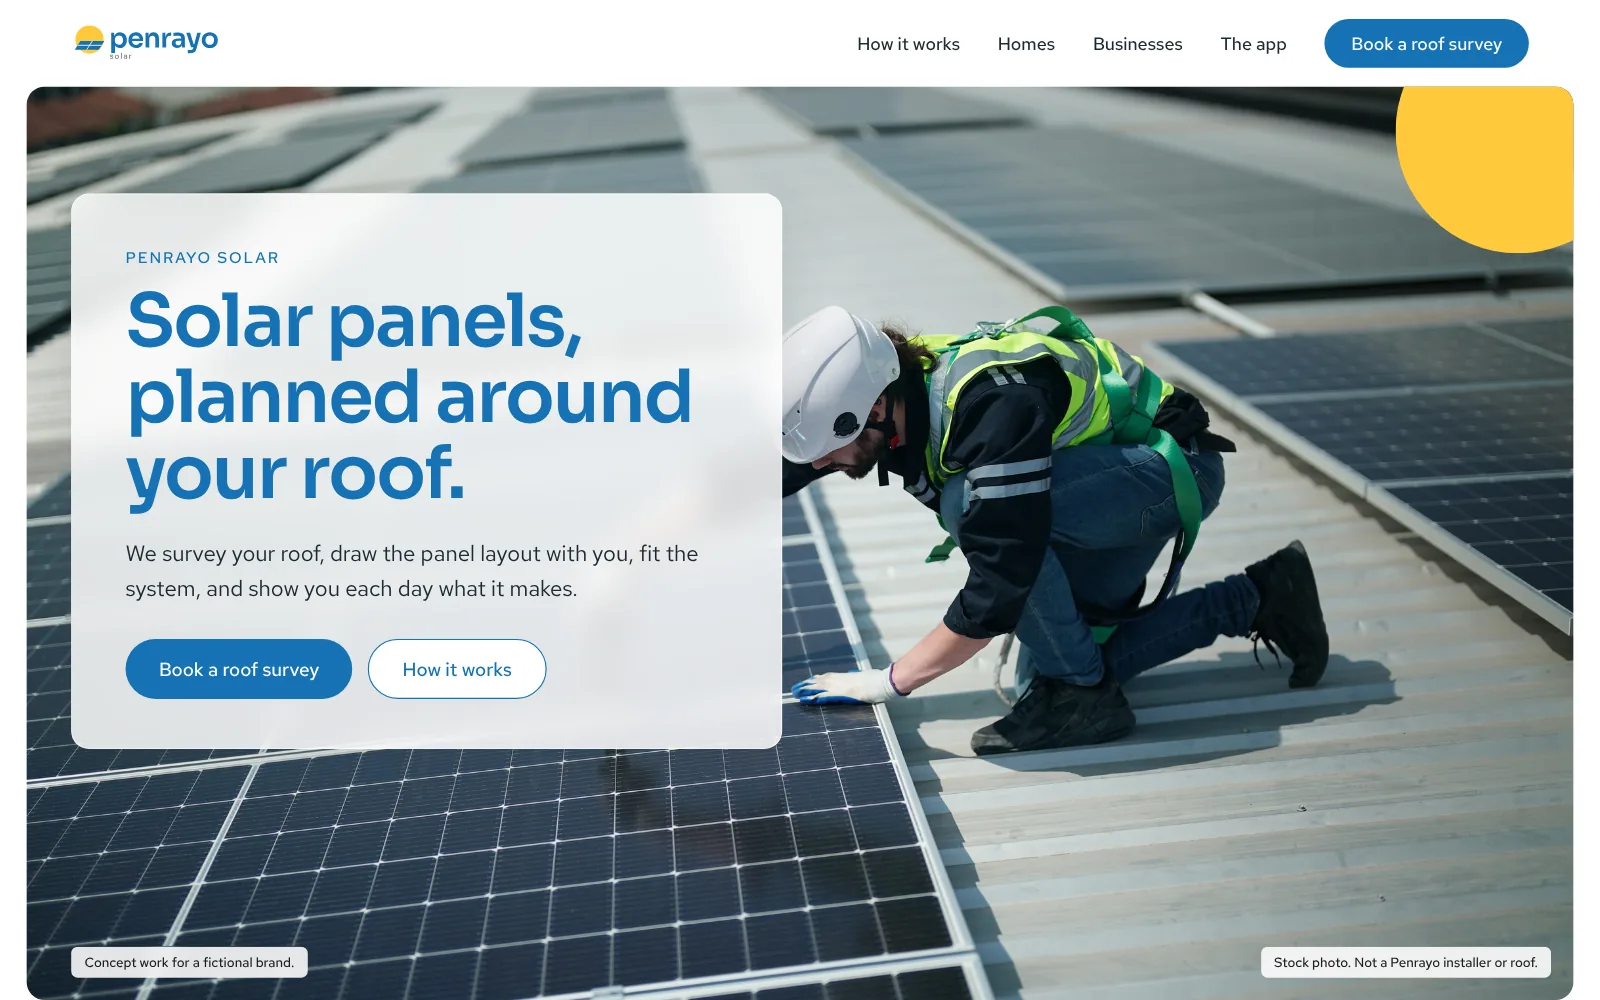 penrayo
solar
How it works
Homes
Businesses
The app
Book a roof survey
PENRAYO SOLAR
Solar panels,
planned around
your roof.
We survey your roof, draw the panel layout with you, fit the
system, and show you each day what it makes.
Book a roof survey
How it works
Concept work for a fictional brand.
Stock photo. Not a Penrayo installer or roof.